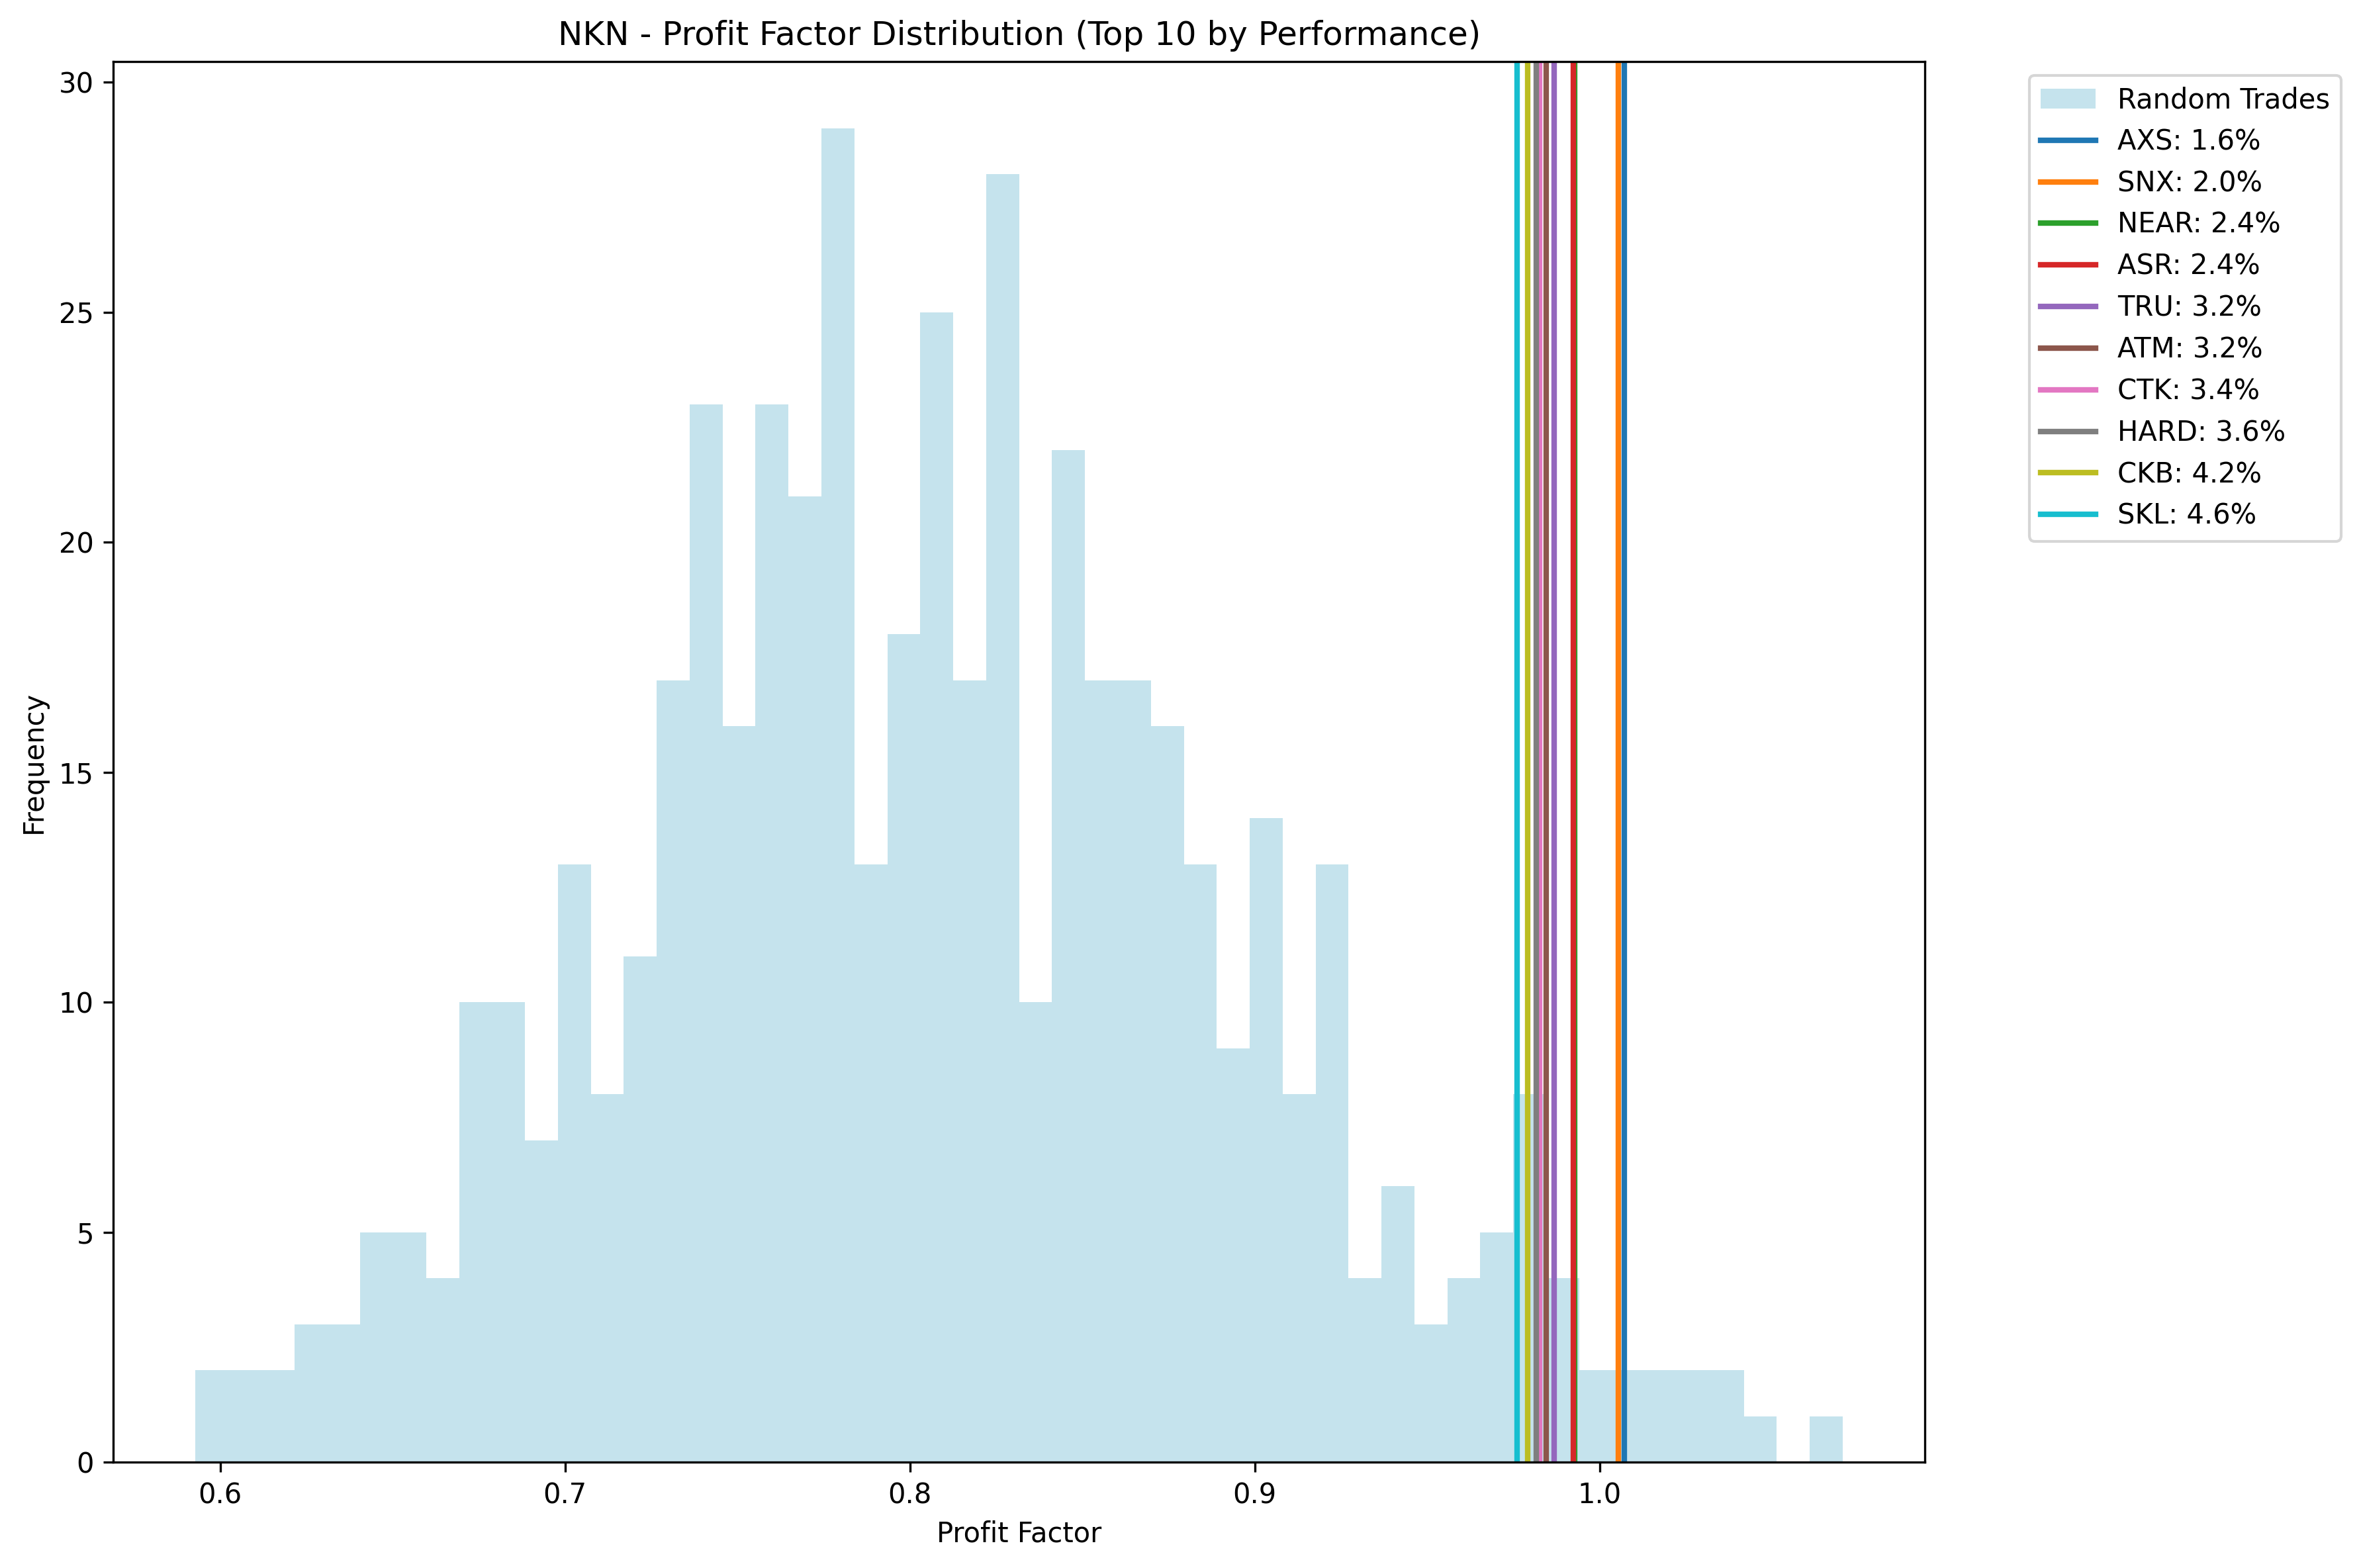 NKN - Profit Factor Distribution (Top 10 by Performance)
30
25
20
15
10
5
0
Frequency
0.6
0.7
0.8
0.9
1.0
Profit Factor
Random Trades
AXS: 1.6%
SNX: 2.0%
NEAR: 2.4%
ASR: 2.4%
TRU: 3.2%
ATM: 3.2%
CTK: 3.4%
HARD: 3.6%
CKB: 4.2%
SKL: 4.6%